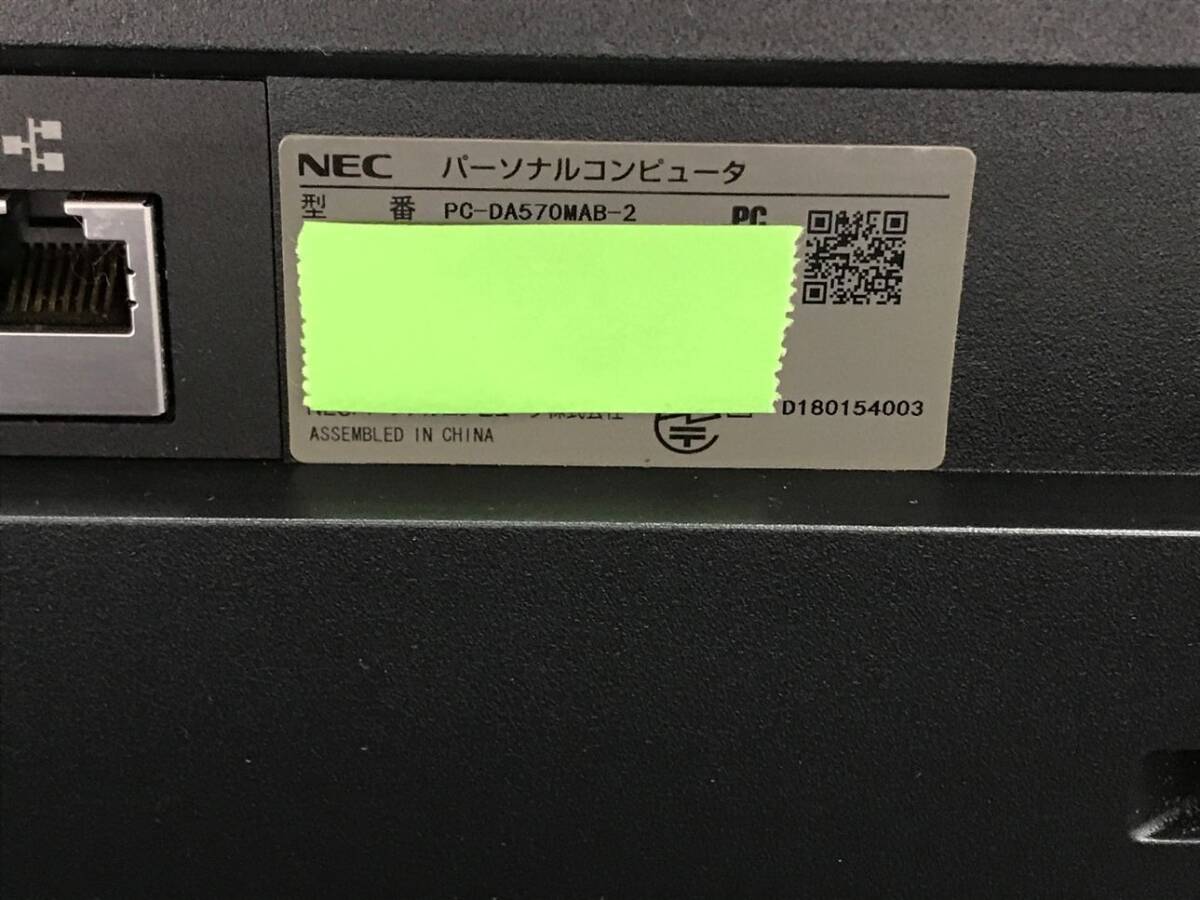 NEC パーソナルコンピュータ
型 番 PC-DA570MAB-2
PC
D180154003
ASSEMBLED IN CHINA